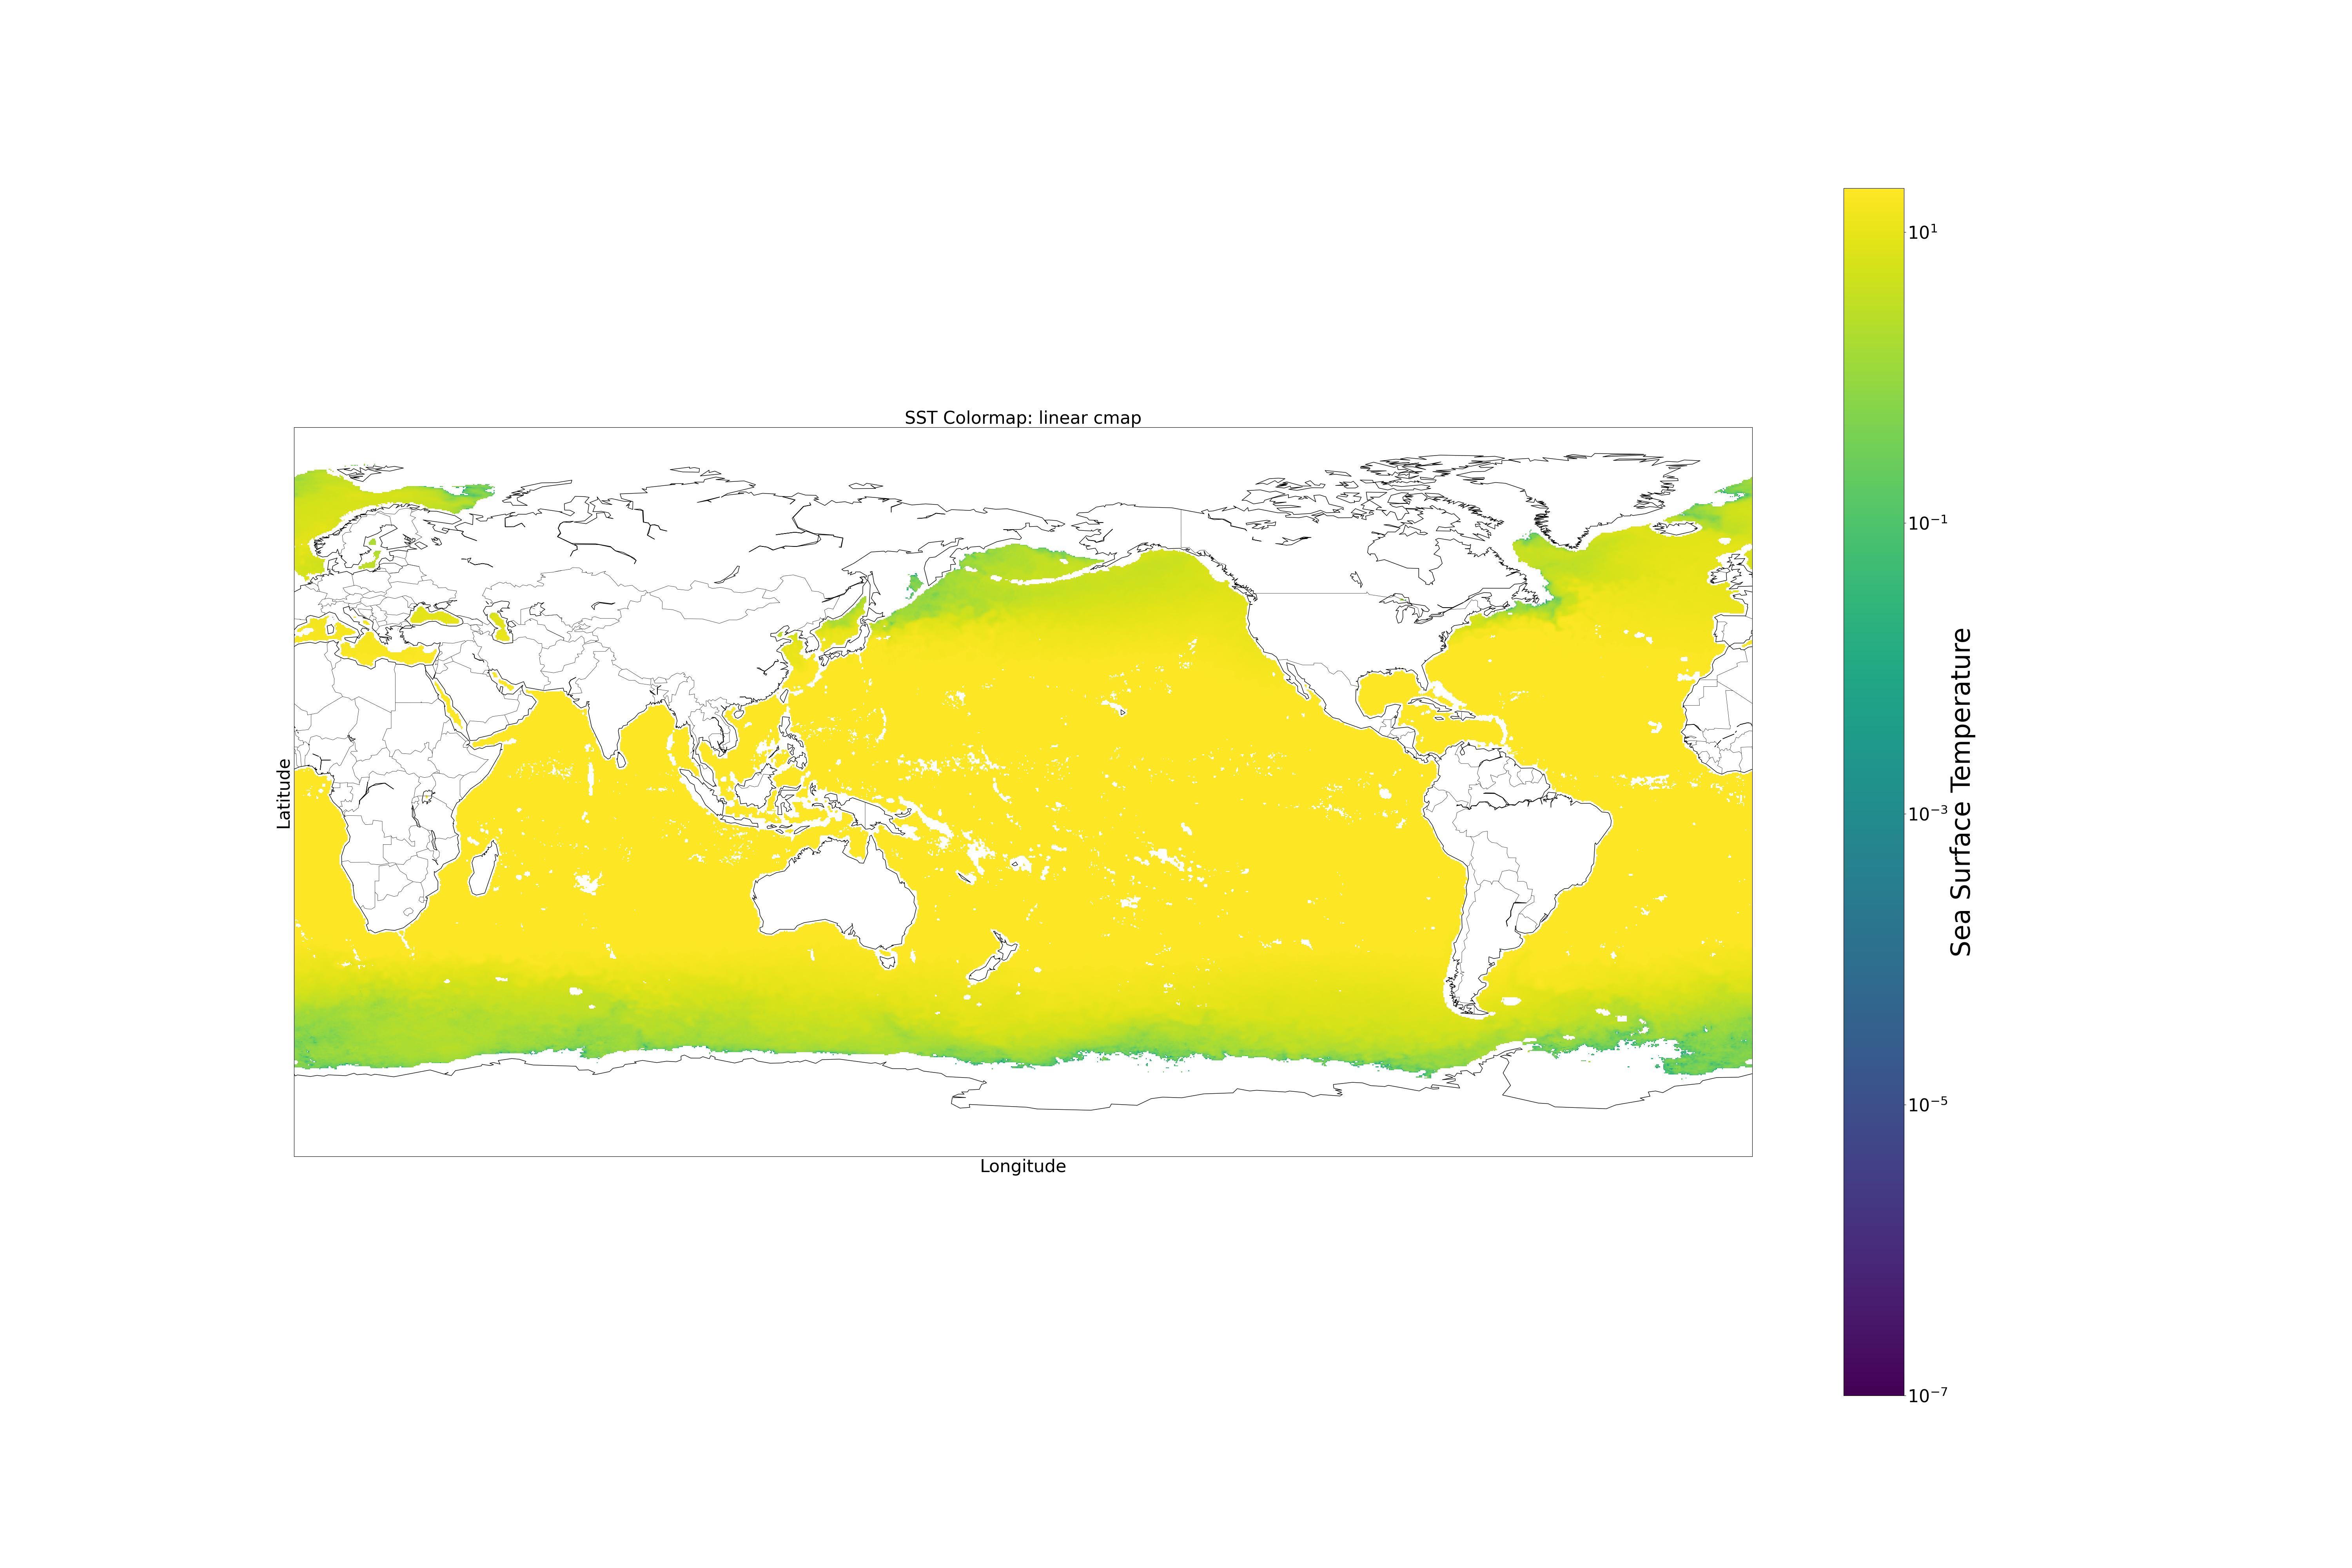 SST Colormap: linear cmap
Latitude
Longitude
10¹
10⁻¹
10⁻³
10⁻⁵
10⁻⁷
Sea Surface Temperature